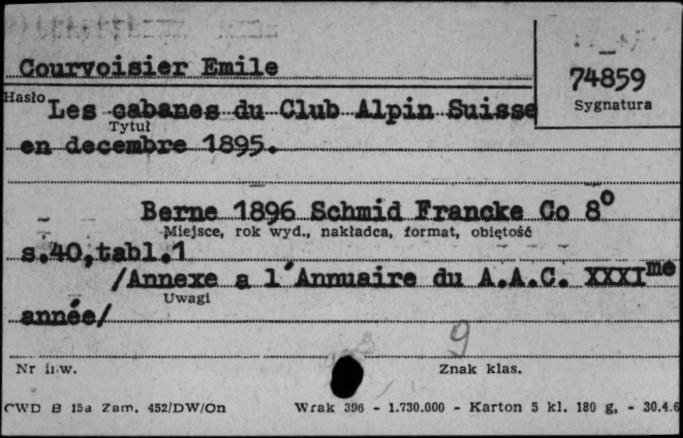 Courvoisier Emile
74859
Hasło
Sygnatura
Les cabanes du Club Alpin Suisse
Tytuł
en decembre 1895.
Berne 1896 Schmid Francke Co 8°
Miejsce, rok wyd., nakładca, format, objętość
s.40,tabl.1
/Annexe a l'Annuaire du A.A.C. XXXIme
Uwagi
année/
9
Nr inw.
Znak klas.
CWD B 15a Zam. 452/DW/On Wrak 396 - 1.730.000 - Karton 5 kl. 180 g. - 30.4.6